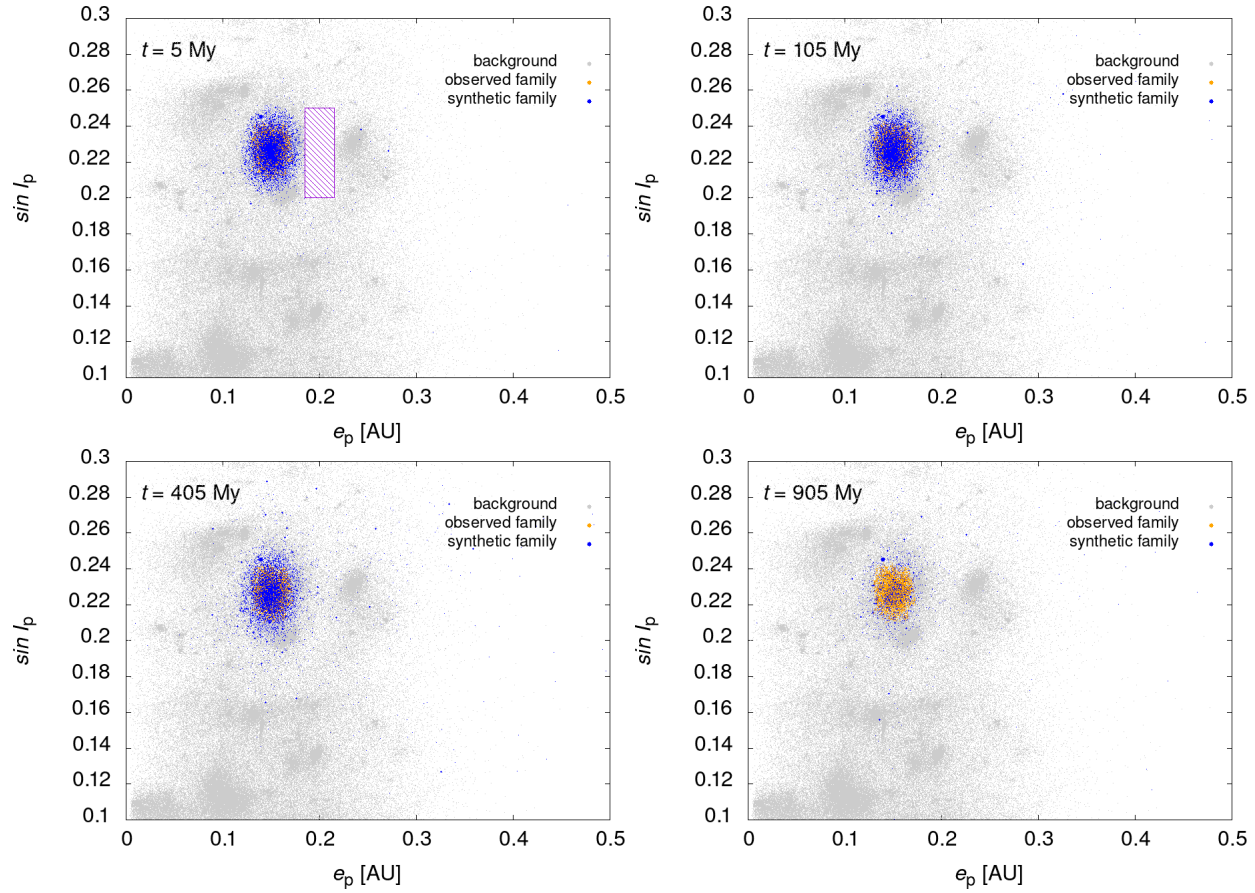 0.3
0.28
0.26
0.24
0.22
0.2
0.18
0.16
0.14
0.12
0.1
sin Ip
t = 5 My
background
observed family
synthetic family
0 0.1 0.2 0.3 0.4 0.5
ep [AU]
0.3
0.28
0.26
0.24
0.22
0.2
0.18
0.16
0.14
0.12
0.1
sin Ip
t = 105 My
background
observed family
synthetic family
0 0.1 0.2 0.3 0.4 0.5
ep [AU]
0.3
0.28
0.26
0.24
0.22
0.2
0.18
0.16
0.14
0.12
0.1
sin Ip
t = 405 My
background
observed family
synthetic family
0 0.1 0.2 0.3 0.4 0.5
ep [AU]
0.3
0.28
0.26
0.24
0.22
0.2
0.18
0.16
0.14
0.12
0.1
sin Ip
t = 905 My
background
observed family
synthetic family
0 0.1 0.2 0.3 0.4 0.5
ep [AU]